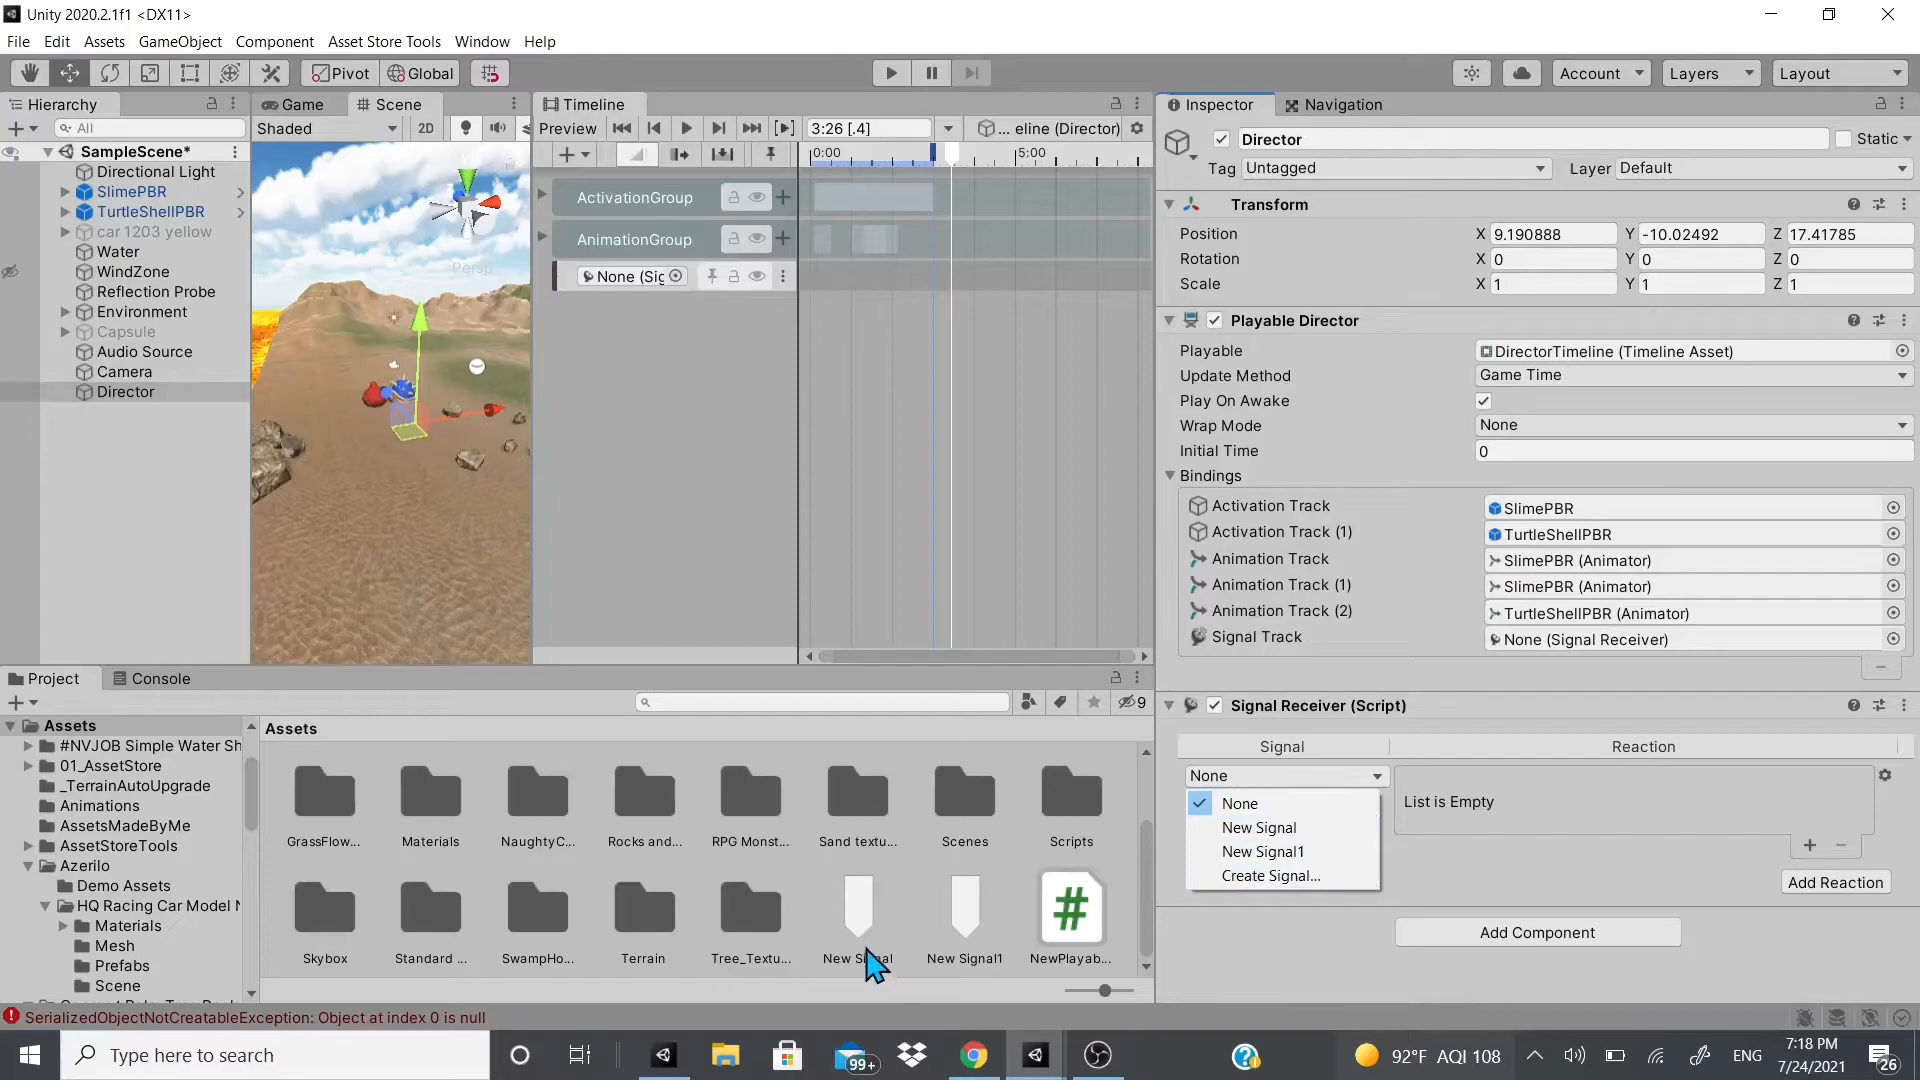 Unity 2020.2.1f1 <DX11>
File Edit Assets GameObject Component Asset Store Tools Window Help
Pivot Global Account Layers Layout
Hierarchy
All
SampleScene*
Directional Light
SlimePBR
TurtleShellPBR
car 1203 yellow
Water
WindZone
Reflection Probe
Environment
Capsule
Audio Source
Camera
Director
Game Scene
Shaded 2D
Persp
Timeline
Preview 3:26 [.4] ... eline (Director)
0:00 5:00
ActivationGroup
AnimationGroup
None (Sig
Inspector Navigation
Director Static
Tag Untagged Layer Default
Transform
Position X 9.190888 Y -10.02492 Z 17.41785
Rotation X 0 Y 0 Z 0
Scale X 1 Y 1 Z 1
Playable Director
Playable DirectorTimeline (Timeline Asset)
Update Method Game Time
Play On Awake
Wrap Mode None
Initial Time 0
Bindings
Activation Track SlimePBR
Activation Track (1) TurtleShellPBR
Animation Track SlimePBR (Animator)
Animation Track (1) SlimePBR (Animator)
Animation Track (2) TurtleShellPBR (Animator)
Signal Track None (Signal Receiver)
Signal Receiver (Script)
Signal Reaction
None
List is Empty
None
New Signal
New Signal1
Create Signal...
Add Reaction
Add Component
Project Console
9
Assets
#NVJOB Simple Water Sh
01_AssetStore
_TerrainAutoUpgrade
Animations
AssetsMadeByMe
AssetStoreTools
Azerilo
Demo Assets
HQ Racing Car Model N
Materials
Mesh
Prefabs
Scene
Assets
GrassFlow... Materials NaughtyC... Rocks and... RPG Monst... Sand textu... Scenes Scripts
Skybox Standard ... SwampHo... Terrain Tree_Textu... New Signal New Signal1 NewPlayab...
SerializedObjectNotCreatableException: Object at index 0 is null
Type here to search
99+
92°F AQI 108
ENG
7:18 PM
7/24/2021
26